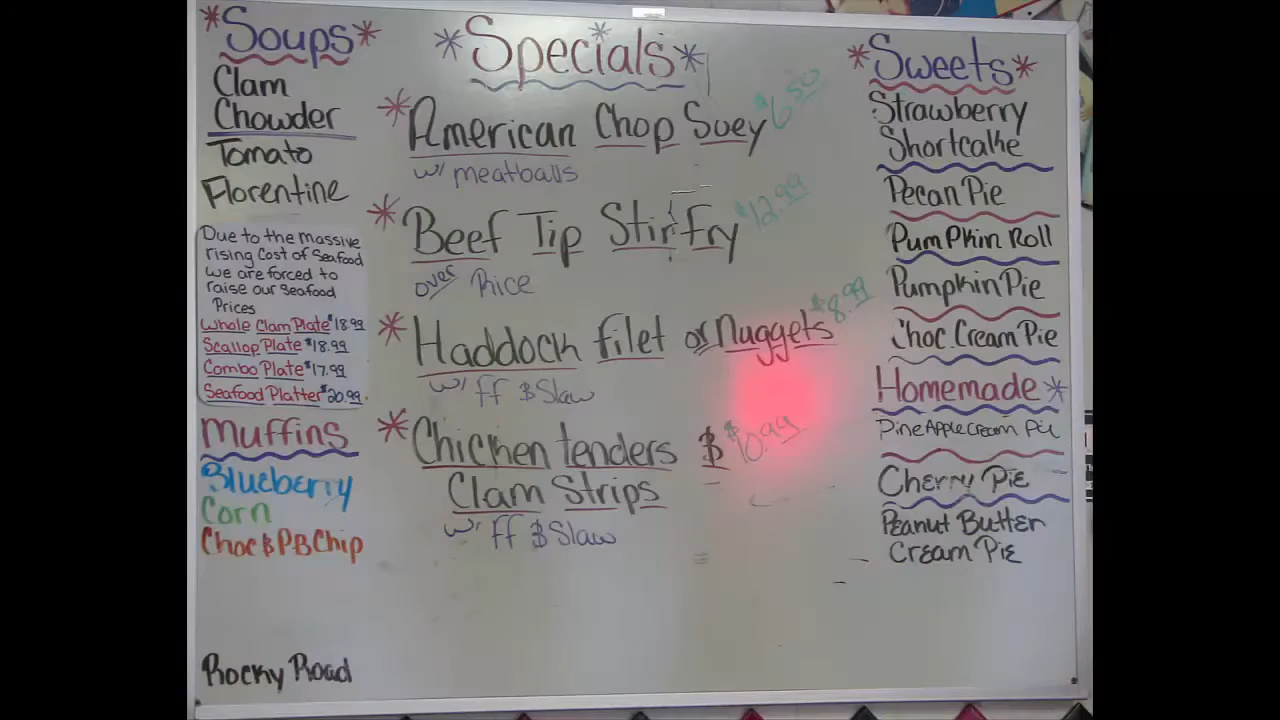 *Soups*
Clam
Chowder
Tomato
Florentine
Due to the massive
rising Cost of Seafood
we are forced to
raise our Seafood
Prices
Whole Clam Plate $18.99
Scallop Plate $18.99
Combo Plate $17.99
Seafood Platter $20.99
Muffins
Blueberry
Corn
Choc & PB Chip
Rocky Road
*Specials*
*American Chop Suey $6.50
w/ meatballs
*Beef Tip Stir Fry $12.99
over Rice
*Haddock filet or Nuggets $8.99
w/ ff & Slaw
*Chicken tenders & $10.99
Clam Strips
w/ ff & Slaw
*Sweets*
Strawberry
Shortcake
Pecan Pie
PumPkin Roll
Pumpkin Pie
Choc. Cream Pie
Homemade*
PineApple cream Pie
Cherry Pie
Peanut Butter
Cream Pie